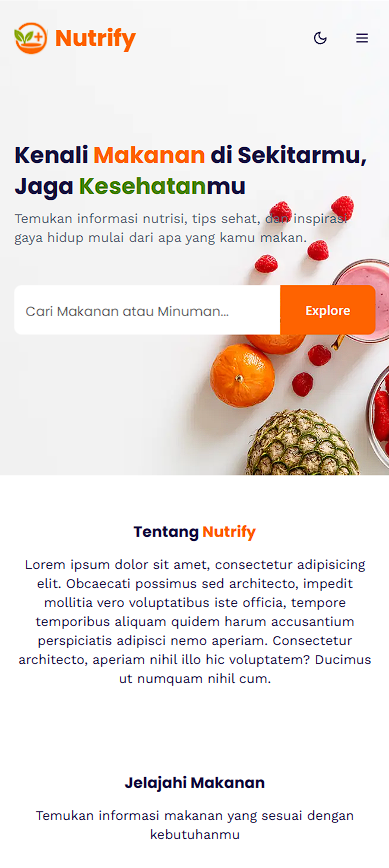 Nutrify
Kenali Makanan di Sekitarmu,
Jaga Kesehatanmu
Temukan informasi nutrisi, tips sehat, dan inspirasi
gaya hidup mulai dari apa yang kamu makan.
Cari Makanan atau Minuman...
Explore
Tentang Nutrify
Lorem ipsum dolor sit amet, consectetur adipisicing
elit. Obcaecati possimus sed architecto, impedit
mollitia vero voluptatibus iste officia, tempore
temporibus aliquam quidem harum accusantium
perspiciatis adipisci nemo aperiam. Consectetur
architecto, aperiam nihil illo hic voluptatem? Ducimus
ut numquam nihil cum.
Jelajahi Makanan
Temukan informasi makanan yang sesuai dengan
kebutuhanmu